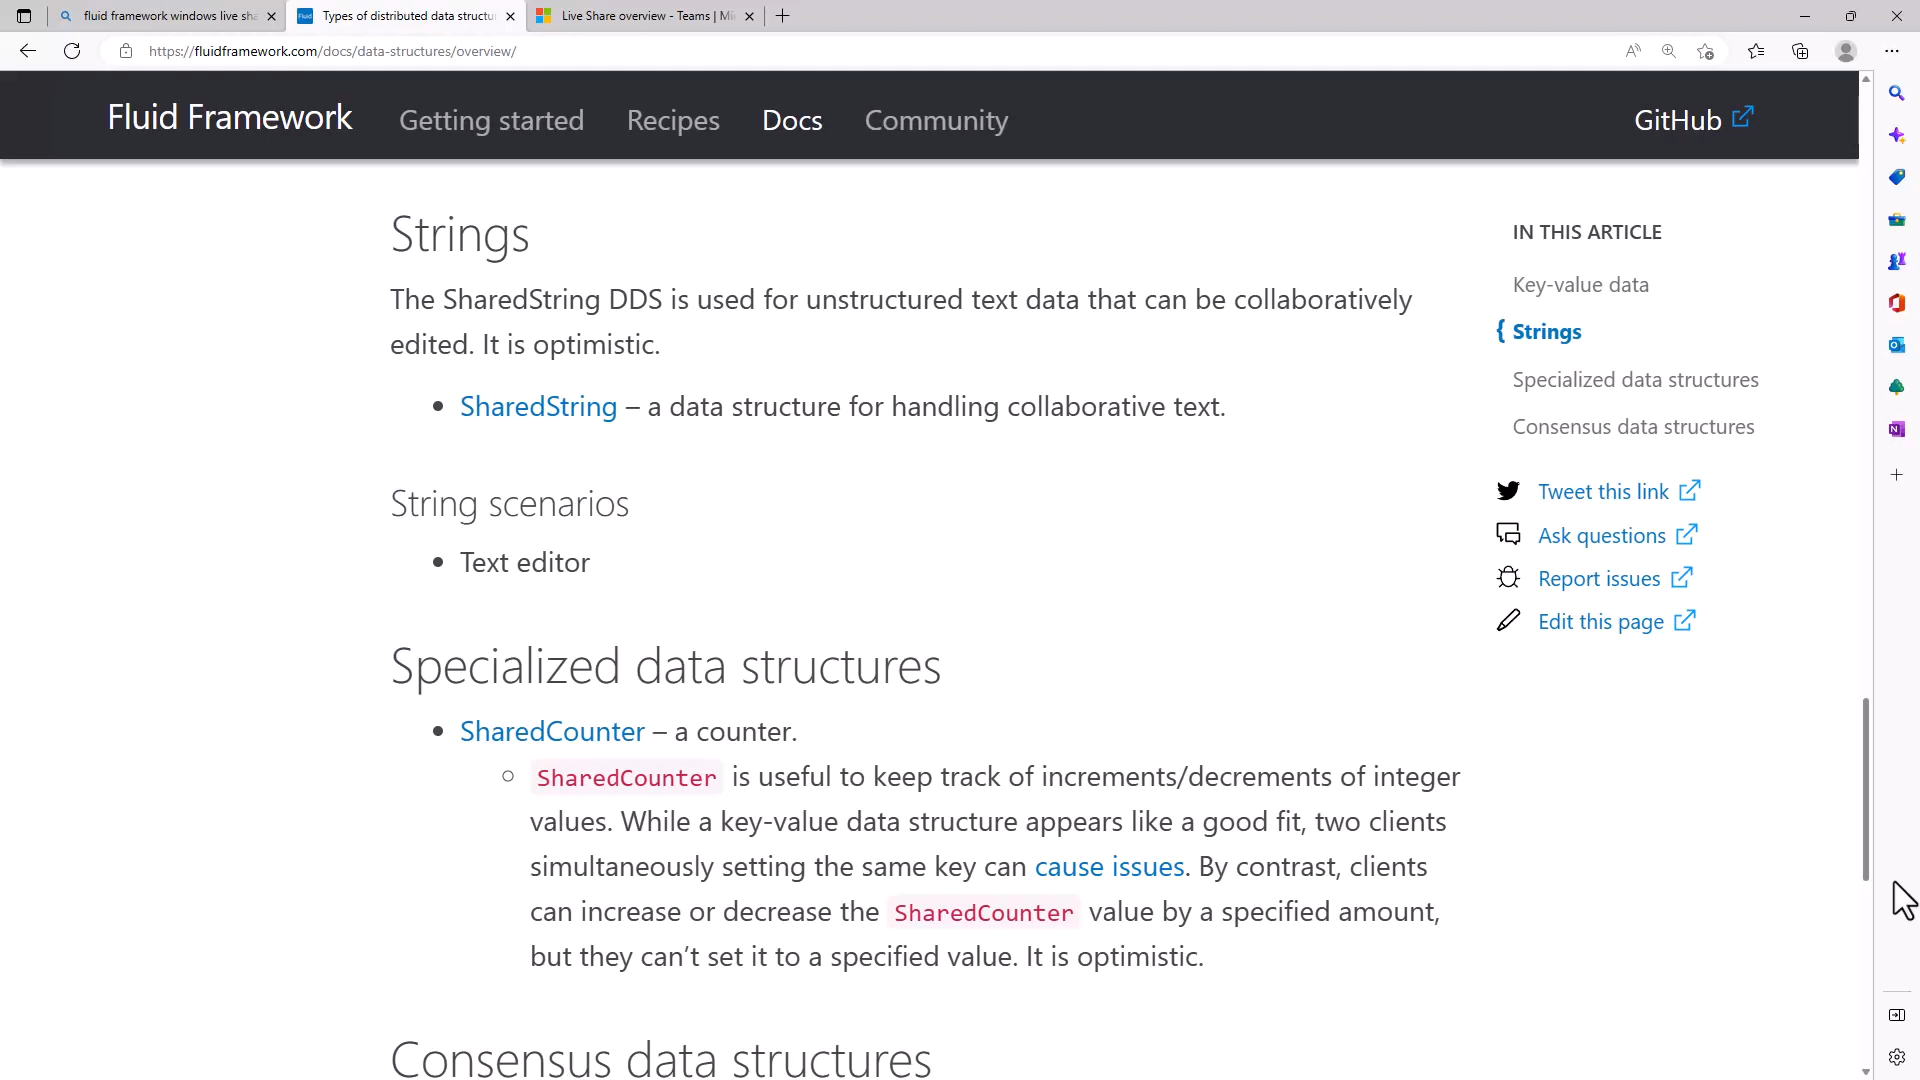 fluid framework windows live sha
Types of distributed data structu
Live Share overview - Teams | Mi
https://fluidframework.com/docs/data-structures/overview/
Fluid Framework
Getting started
Recipes
Docs
Community
GitHub
Strings
The SharedString DDS is used for unstructured text data that can be collaboratively
edited. It is optimistic.
SharedString – a data structure for handling collaborative text.
String scenarios
Text editor
Specialized data structures
SharedCounter – a counter.
SharedCounter is useful to keep track of increments/decrements of integer
values. While a key-value data structure appears like a good fit, two clients
simultaneously setting the same key can cause issues. By contrast, clients
can increase or decrease the SharedCounter value by a specified amount,
but they can’t set it to a specified value. It is optimistic.
Consensus data structures
IN THIS ARTICLE
Key-value data
{ Strings
Specialized data structures
Consensus data structures
Tweet this link
Ask questions
Report issues
Edit this page